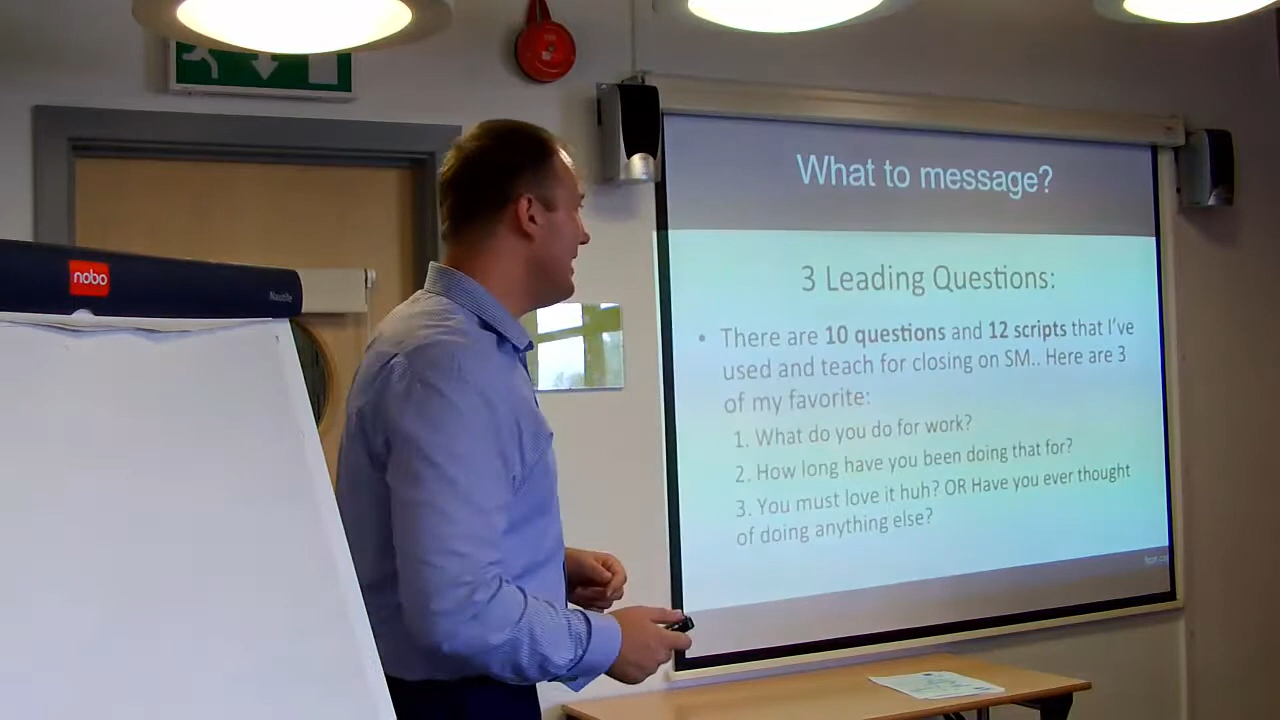 nobo
Nautile
What to message?
3 Leading Questions:
• There are 10 questions and 12 scripts that I've
used and teach for closing on SM.. Here are 3
of my favorite:
1. What do you do for work?
2. How long have you been doing that for?
3. You must love it huh? OR Have you ever thought
of doing anything else?